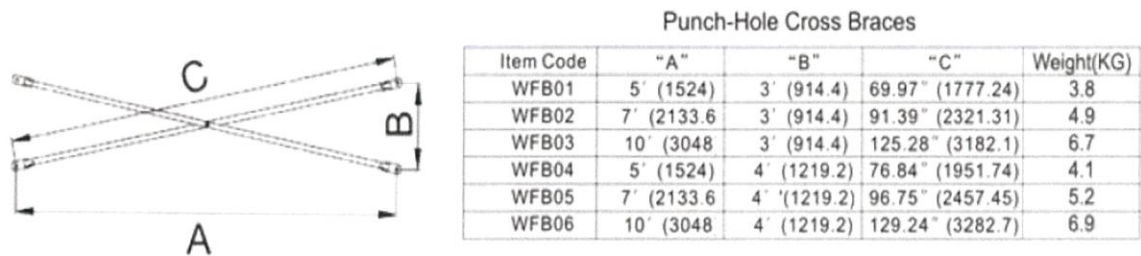 Punch-Hole Cross Braces
Item Code "A" "B" "C" Weight(KG)
WFB01 5′ (1524) 3′ (914.4) 69.97″ (1777.24) 3.8
WFB02 7′ (2133.6 3′ (914.4) 91.39″ (2321.31) 4.9
WFB03 10′ (3048 3′ (914.4) 125.28″ (3182.1) 6.7
WFB04 5′ (1524) 4′ (1219.2) 76.84″ (1951.74) 4.1
WFB05 7′ (2133.6 4′ '(1219.2) 96.75″ (2457.45) 5.2
WFB06 10′ (3048 4′ (1219.2) 129.24″ (3282.7) 6.9
C
B
A